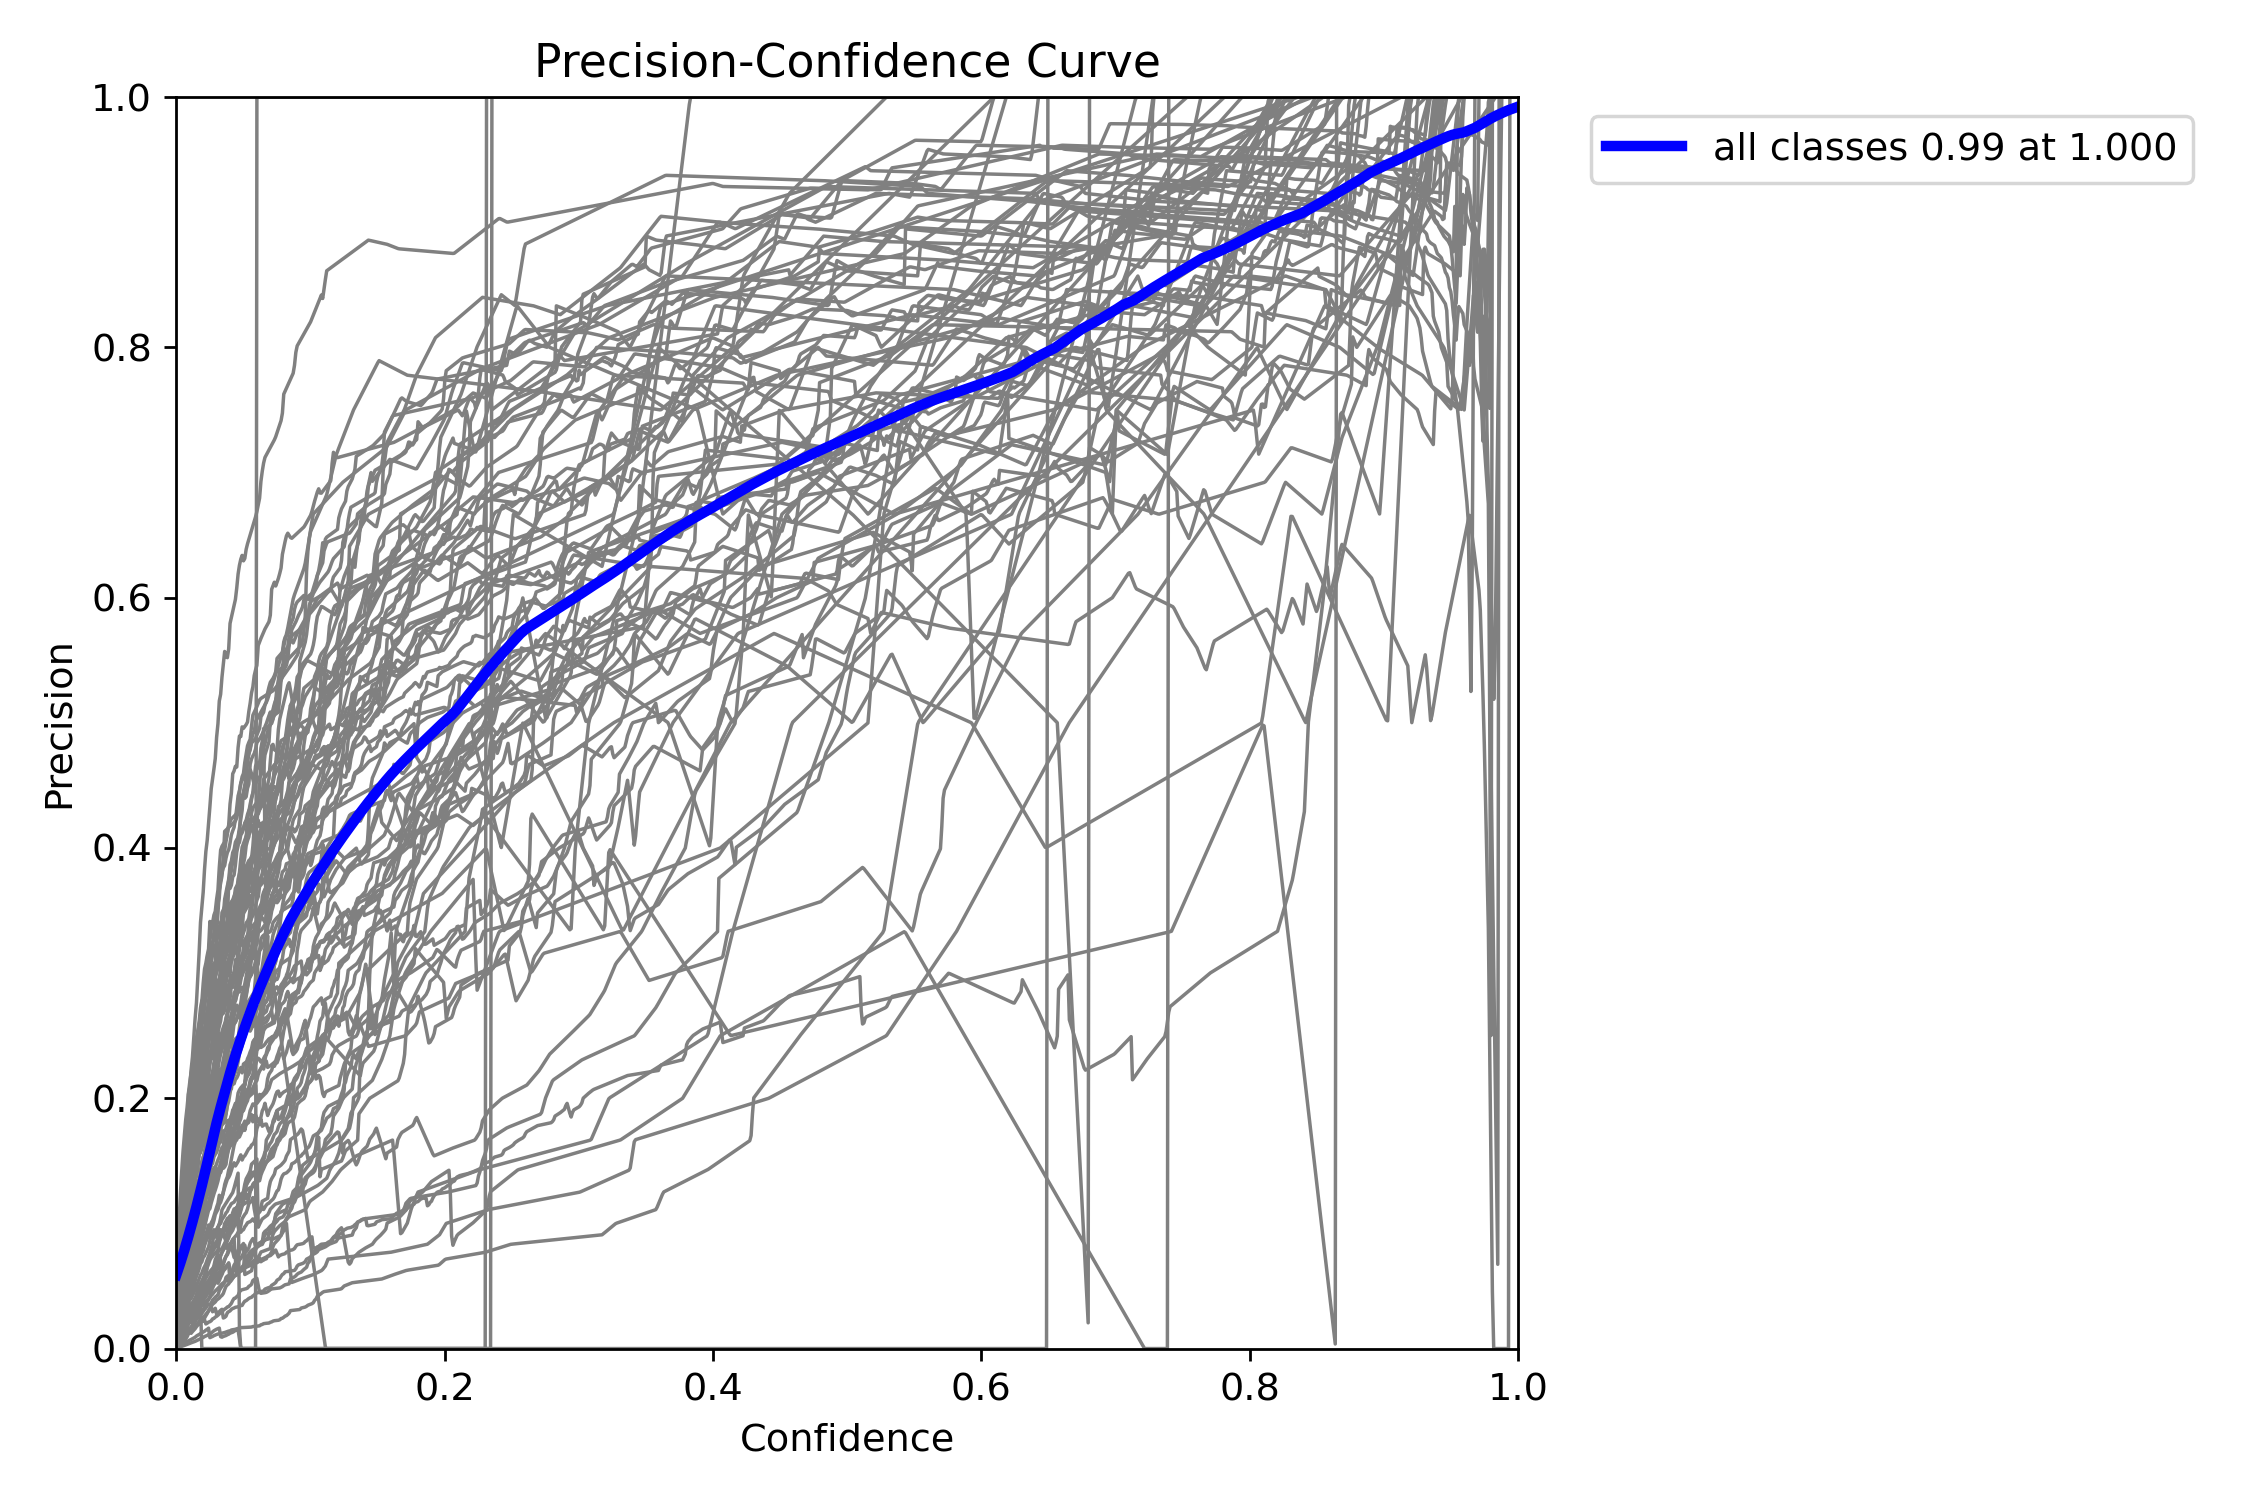 Precision-Confidence Curve
all classes 0.99 at 1.000
Precision
1.0
0.8
0.6
0.4
0.2
0.0
0.0 0.2 0.4 0.6 0.8 1.0
Confidence